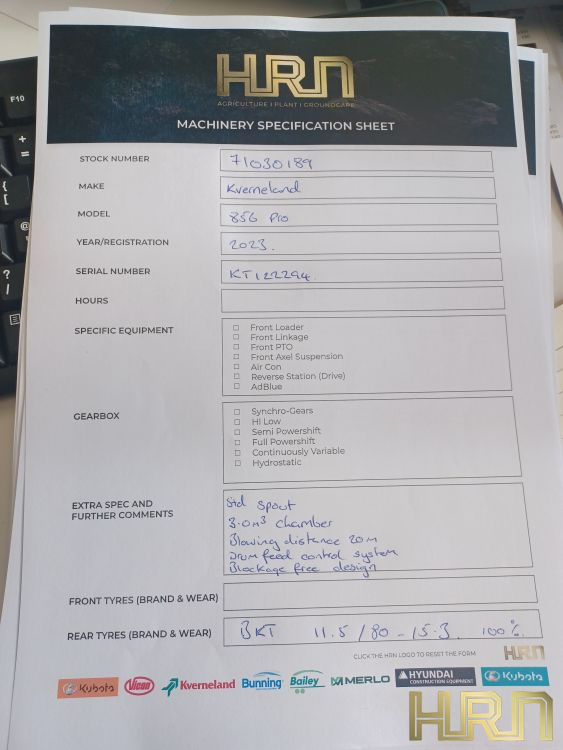 HRN
AGRICULTURE | PLANT | GROUNDCARE
MACHINERY SPECIFICATION SHEET
STOCK NUMBER 71030189
MAKE Kverneland
MODEL 856 Pro
YEAR/REGISTRATION 2023.
SERIAL NUMBER KT122294.
HOURS
SPECIFIC EQUIPMENT
Front Loader
Front Linkage
Front PTO
Front Axel Suspension
Air Con
Reverse Station (Drive)
AdBlue
GEARBOX
Synchro-Gears
HI Low
Semi Powershift
Full Powershift
Continuously Variable
Hydrostatic
EXTRA SPEC AND
FURTHER COMMENTS
Std Spout
3.0m³ chamber
Blowing distance 20m
Drum feed control system
Blockage free design
FRONT TYRES (BRAND & WEAR)
REAR TYRES (BRAND & WEAR) BKT 11.5/80-15.3 100%
CLICK THE HRN LOGO TO RESET THE FORM HRN
Kubota Vicon Kverneland Bunning Bailey MERLO HYUNDAI CONSTRUCTION EQUIPMENT Kubota
HRN
F10
+
=
{
[
@
?
/